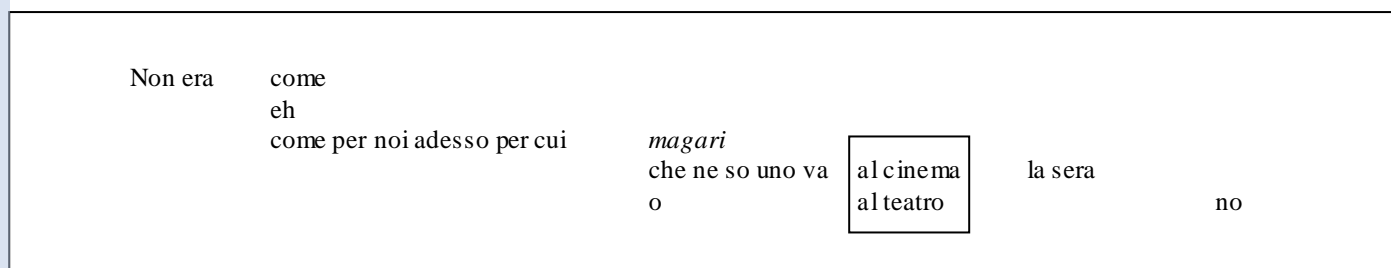 Non era come
eh
come per noi adesso per cui magari
che ne so uno va al cinema la sera
o al teatro no